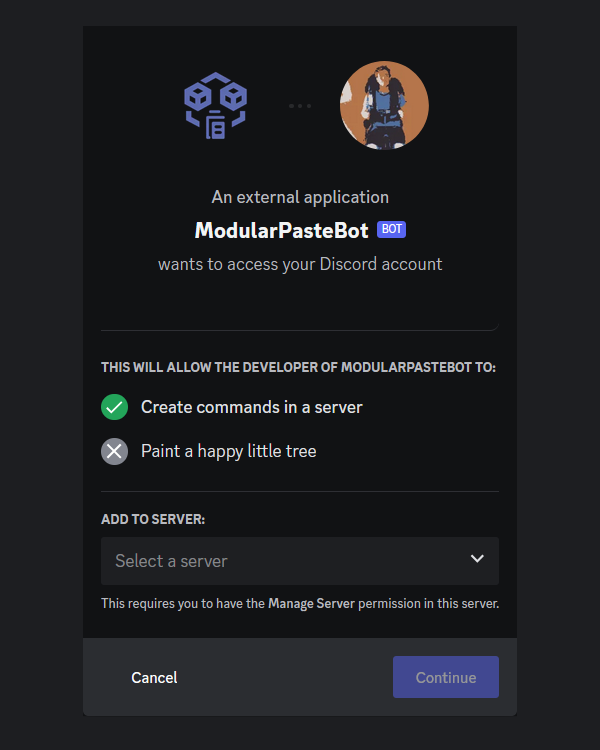 An external application
ModularPasteBot BOT
wants to access your Discord account
THIS WILL ALLOW THE DEVELOPER OF MODULARPASTEBOT TO:
Create commands in a server
Paint a happy little tree
ADD TO SERVER:
Select a server
This requires you to have the Manage Server permission in this server.
Cancel Continue